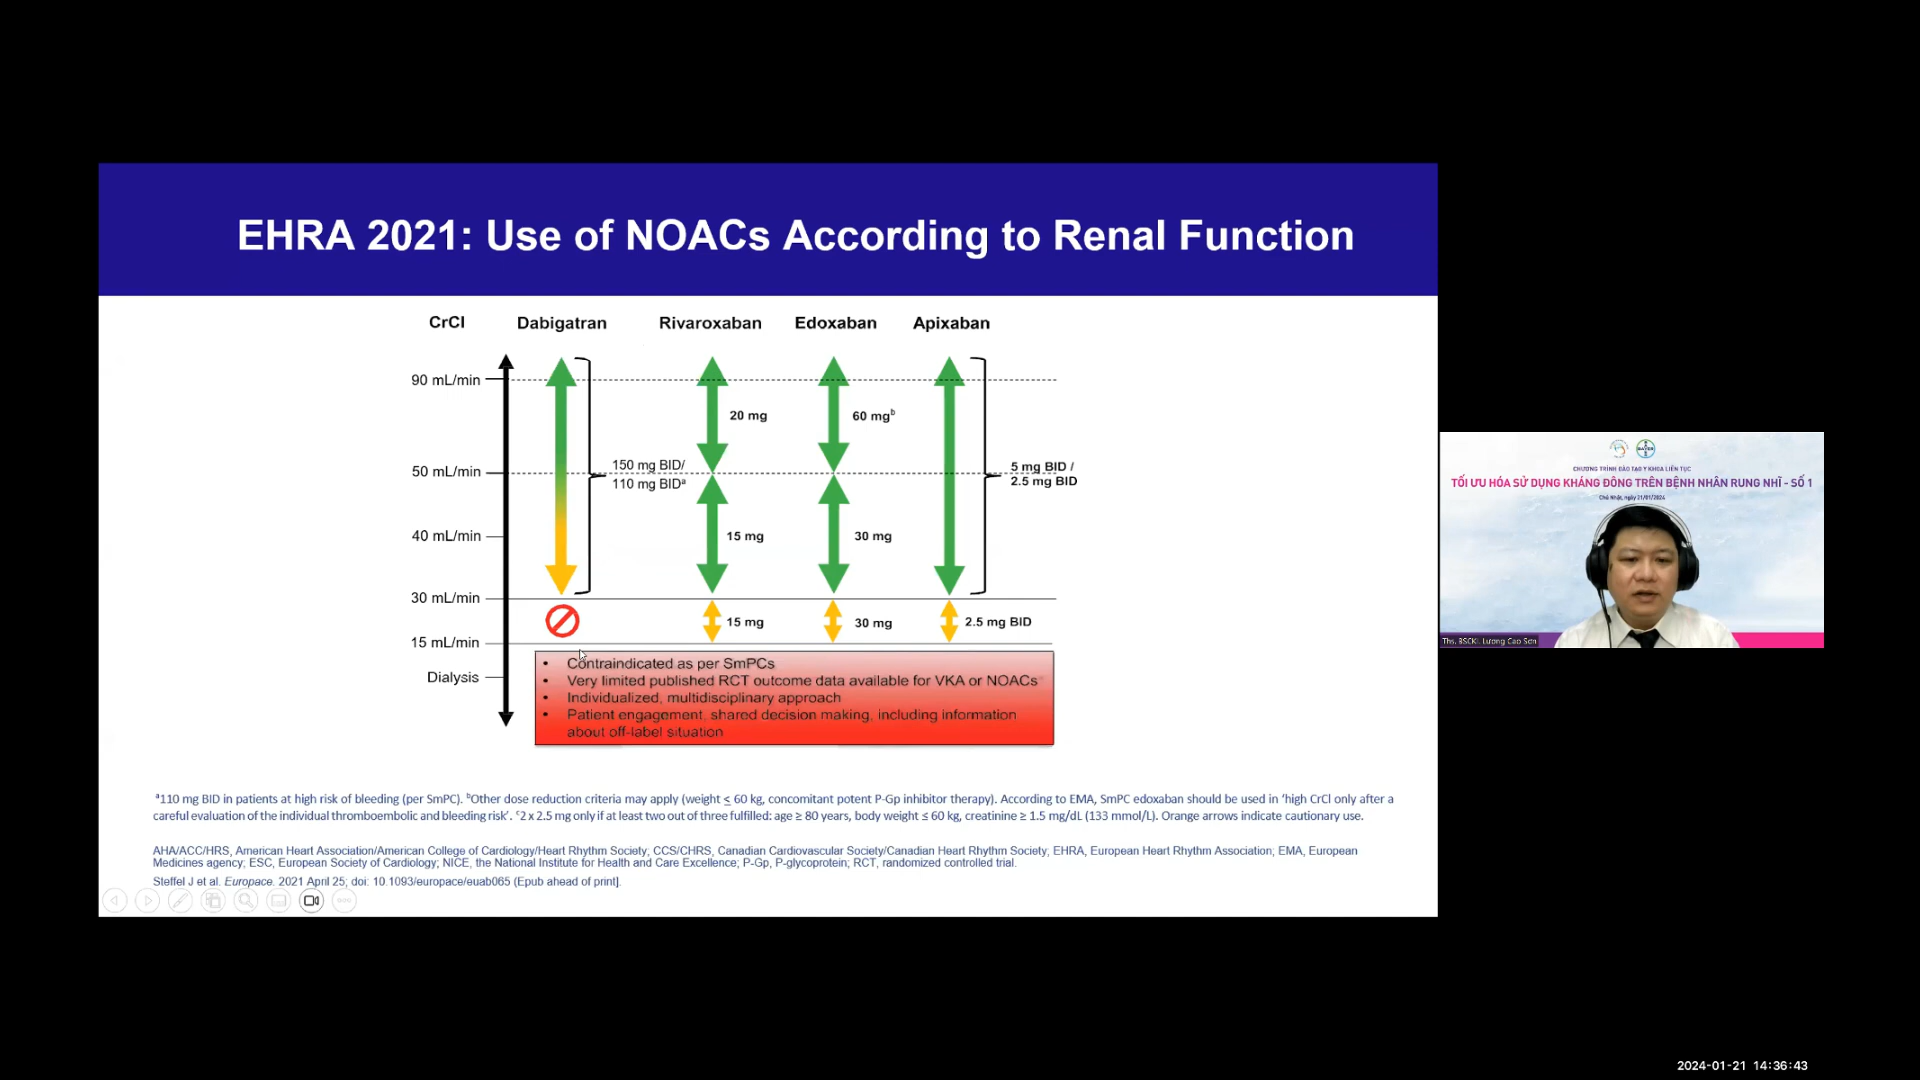 EHRA 2021: Use of NOACs According to Renal Function
CrCl Dabigatran Rivaroxaban Edoxaban Apixaban
90 mL/min
20 mg 60 mgᵇ
50 mL/min
150 mg BID/
110 mg BIDᵃ
5 mg BID /
2.5 mg BID
40 mL/min 15 mg 30 mg
30 mL/min
15 mg 30 mg 2.5 mg BID
15 mL/min
Dialysis
• Contraindicated as per SmPCs
• Very limited published RCT outcome data available for VKA or NOACs
• Individualized, multidisciplinary approach
• Patient engagement, shared decision making, including information
about off-label situation
ᵃ110 mg BID in patients at high risk of bleeding (per SmPC). ᵇOther dose reduction criteria may apply (weight ≤ 60 kg, concomitant potent P-Gp inhibitor therapy). According to EMA, SmPC edoxaban should be used in ‘high CrCl only after a
careful evaluation of the individual thromboembolic and bleeding risk’. ᶜ2 x 2.5 mg only if at least two out of three fulfilled: age ≥ 80 years, body weight ≤ 60 kg, creatinine ≥ 1.5 mg/dL (133 mmol/L). Orange arrows indicate cautionary use.
AHA/ACC/HRS, American Heart Association/American College of Cardiology/Heart Rhythm Society; CCS/CHRS, Canadian Cardiovascular Society/Canadian Heart Rhythm Society; EHRA, European Heart Rhythm Association; EMA, European
Medicines agency; ESC, European Society of Cardiology; NICE, the National Institute for Health and Care Excellence; P-Gp, P-glycoprotein; RCT, randomized controlled trial.
Steffel J et al. Europace. 2021 April 25; doi: 10.1093/europace/euab065 (Epub ahead of print].
BAYER
CHƯƠNG TRÌNH ĐÀO TẠO Y KHOA LIÊN TỤC
TỐI ƯU HÓA SỬ DỤNG KHÁNG ĐÔNG TRÊN BỆNH NHÂN RUNG NHĨ - SỐ 1
Chủ Nhật, ngày 21/01/2024
Ths. BSCKI. Lương Cao Sơn
2024-01-21 14:36:43